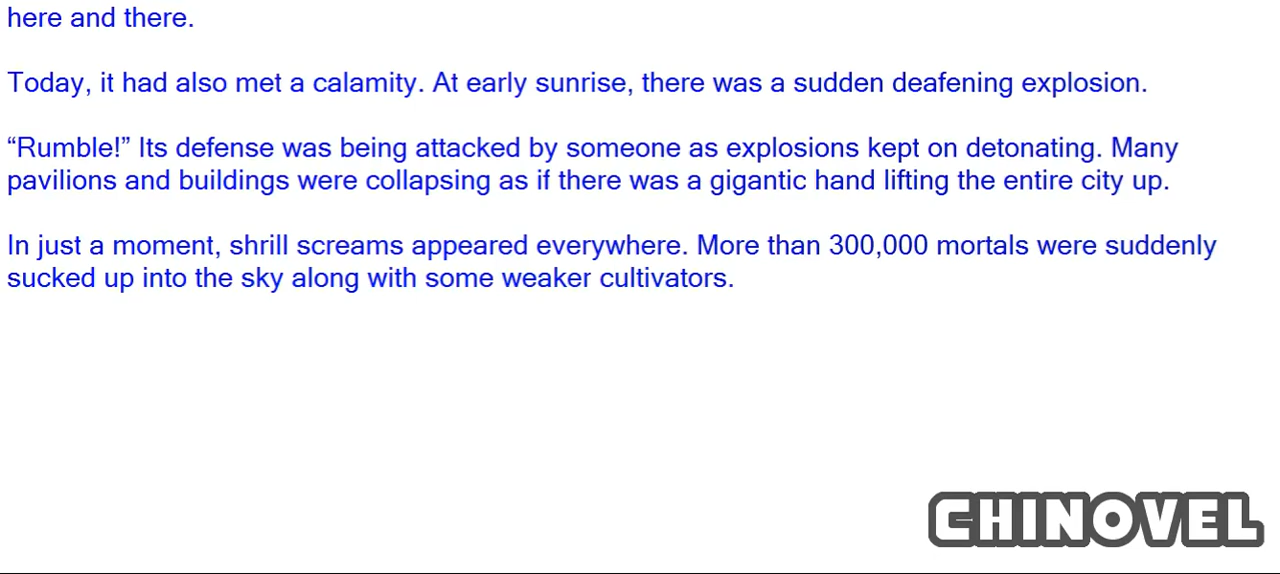 here and there.
Today, it had also met a calamity. At early sunrise, there was a sudden deafening explosion.
“Rumble!” Its defense was being attacked by someone as explosions kept on detonating. Many
pavilions and buildings were collapsing as if there was a gigantic hand lifting the entire city up.
In just a moment, shrill screams appeared everywhere. More than 300,000 mortals were suddenly
sucked up into the sky along with some weaker cultivators.
CHINOVEL